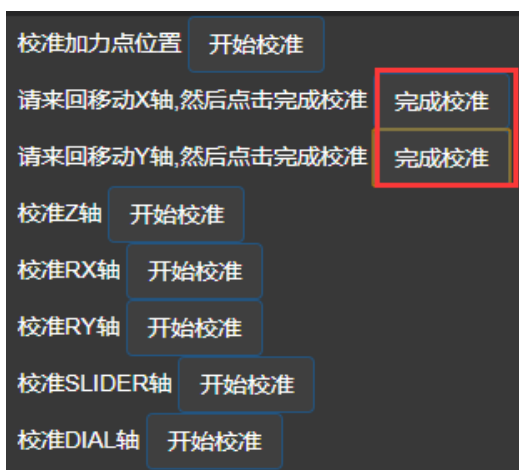 校准加力点位置 开始校准
请来回移动X轴,然后点击完成校准 完成校准
请来回移动Y轴,然后点击完成校准 完成校准
校准Z轴 开始校准
校准RX轴 开始校准
校准RY轴 开始校准
校准SLIDER轴 开始校准
校准DIAL轴 开始校准